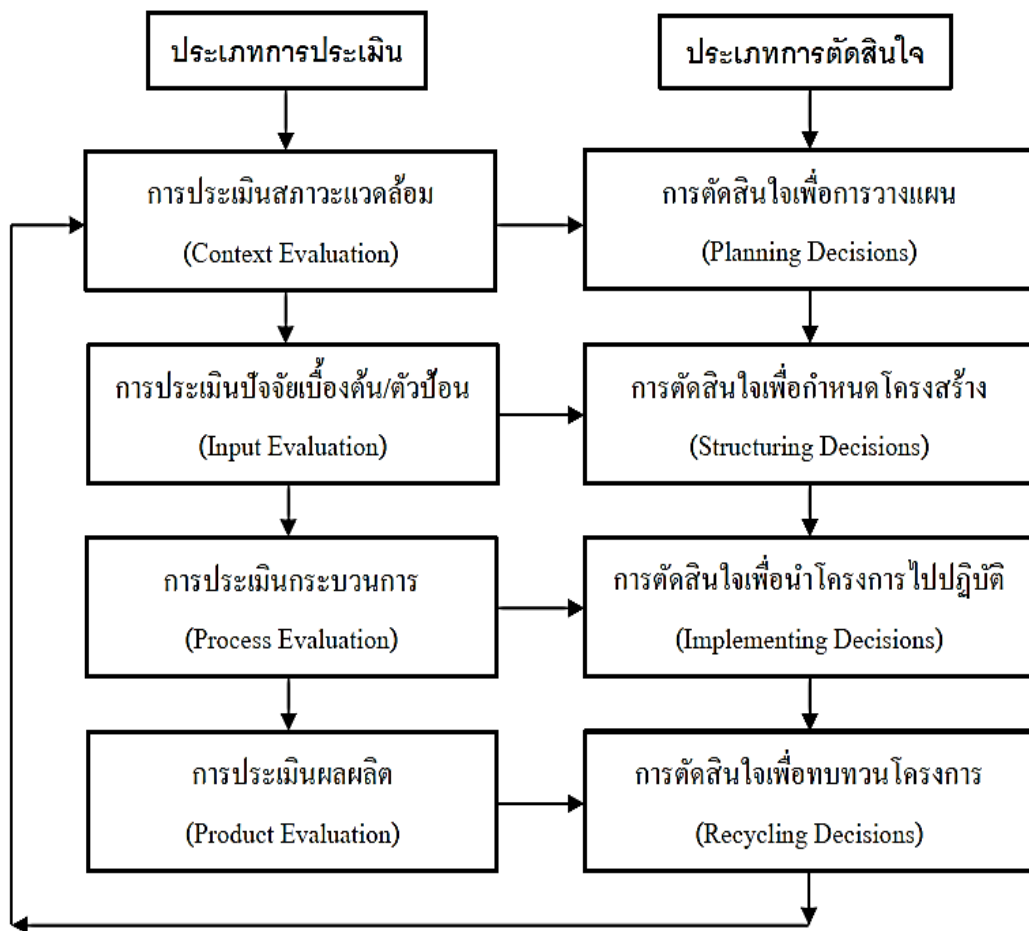 ประเภทการประเมิน
ประเภทการตัดสินใจ
การประเมินสภาวะแวดล้อม
(Context Evaluation)
การตัดสินใจเพื่อการวางแผน
(Planning Decisions)
การประเมินปัจจัยเบื้องต้น/ตัวป้อน
(Input Evaluation)
การตัดสินใจเพื่อกำหนดโครงสร้าง
(Structuring Decisions)
การประเมินกระบวนการ
(Process Evaluation)
การตัดสินใจเพื่อนำโครงการไปปฏิบัติ
(Implementing Decisions)
การประเมินผลผลิต
(Product Evaluation)
การตัดสินใจเพื่อทบทวนโครงการ
(Recycling Decisions)